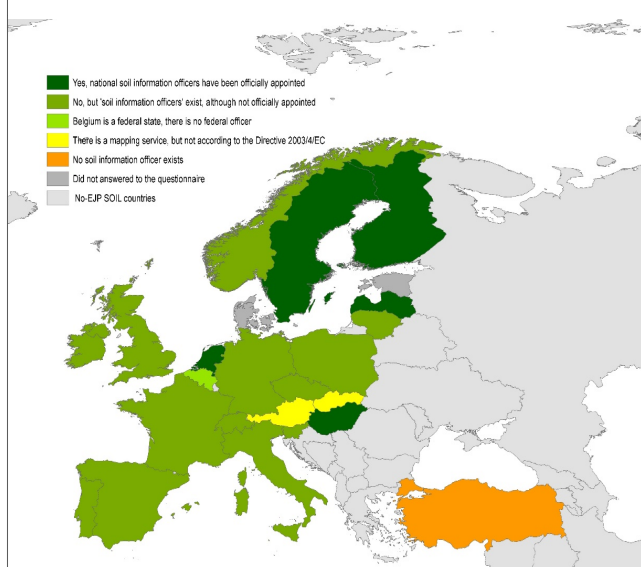 Yes, national soil information officers have been officially appointed
No, but 'soil information officers' exist, although not officially appointed
Belgium is a federal state, there is no federal officer
There is a mapping service, but not according to the Directive 2003/4/EC
No soil information officer exists
Did not answered to the questionnaire
No-EJP SOIL countries